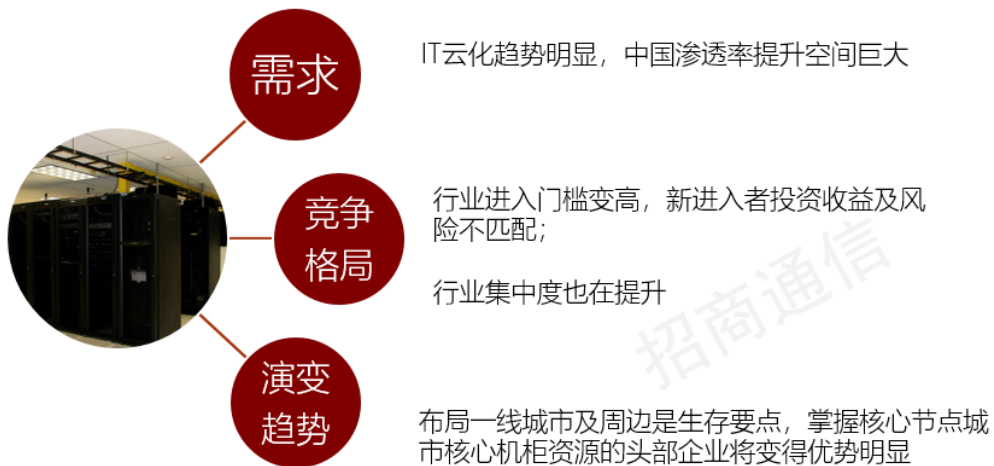 需求
IT云化趋势明显，中国渗透率提升空间巨大
竞争
格局
行业进入门槛变高，新进入者投资收益及风
险不匹配；
行业集中度也在提升
招商通信
演变
趋势
布局一线城市及周边是生存要点，掌握核心节点城
市核心机柜资源的头部企业将变得优势明显